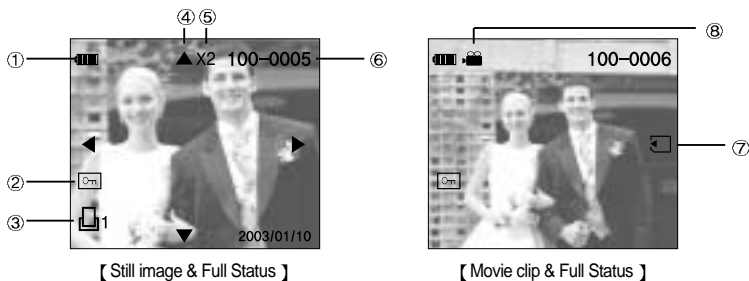 ④ ⑤
⑧
① X2 100-0005 ⑥
100-0006
⑦
②
③ 1
2003/01/10
【 Still image & Full Status 】
【 Movie clip & Full Status 】